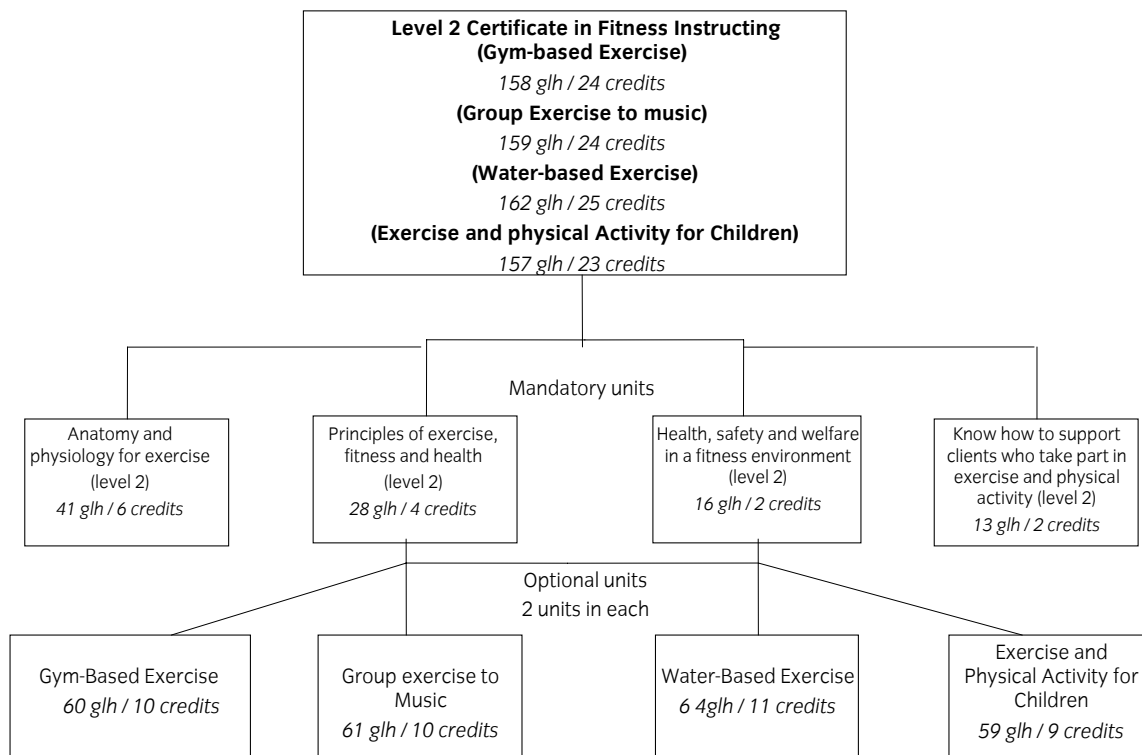 Level 2 Certificate in Fitness Instructing
(Gym-based Exercise)
158 glh / 24 credits
(Group Exercise to music)
159 glh / 24 credits
(Water-based Exercise)
162 glh / 25 credits
(Exercise and physical Activity for Children)
157 glh / 23 credits
Mandatory units
Anatomy and
physiology for exercise
(level 2)
41 glh / 6 credits
Principles of exercise,
fitness and health
(level 2)
28 glh / 4 credits
Health, safety and welfare
in a fitness environment
(level 2)
16 glh / 2 credits
Know how to support
clients who take part in
exercise and physical
activity (level 2)
13 glh / 2 credits
Optional units
2 units in each
Gym-Based Exercise
60 glh / 10 credits
Group exercise to
Music
61 glh / 10 credits
Water-Based Exercise
6 4glh / 11 credits
Exercise and
Physical Activity for
Children
59 glh / 9 credits